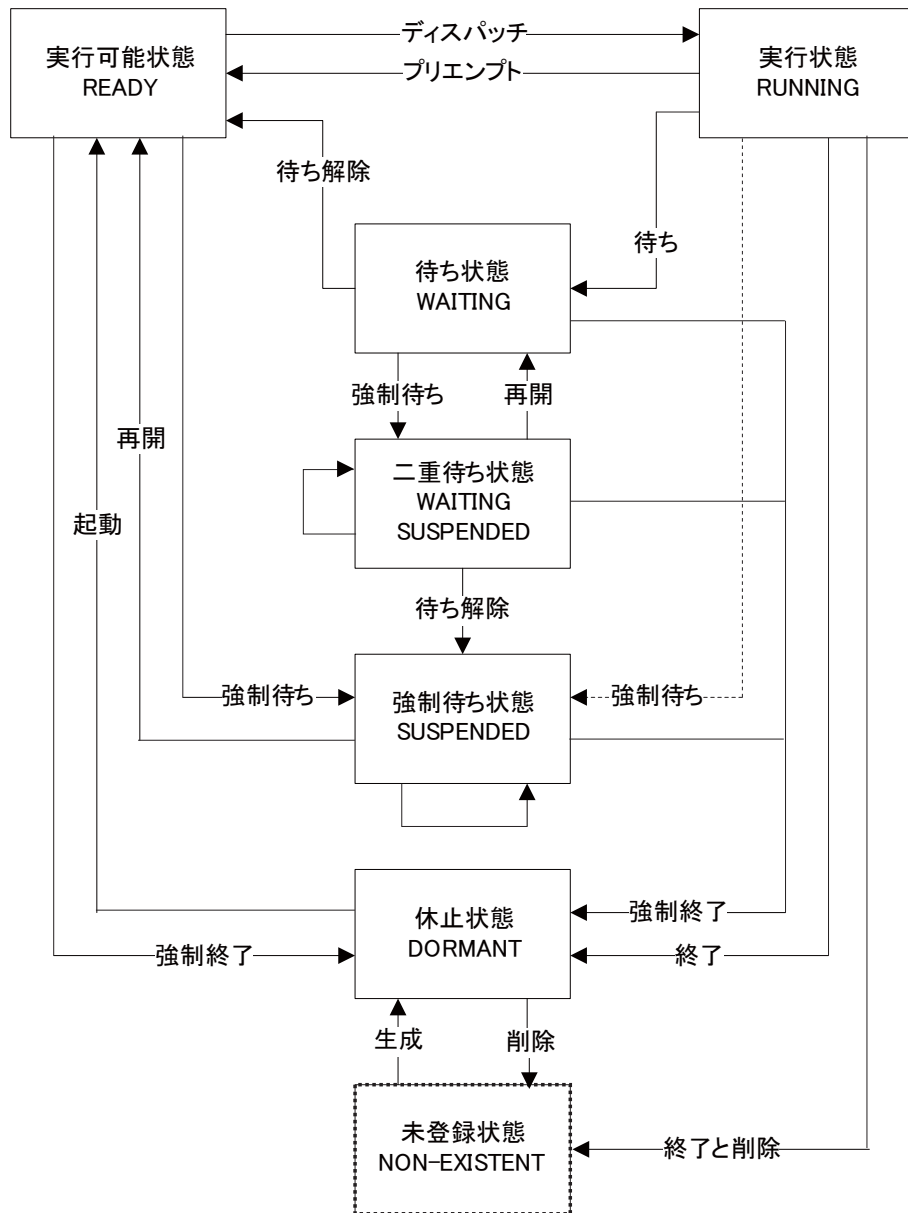 ディスパッチ
実行可能状態
READY
プリエンプト
実行状態
RUNNING
待ち解除
待ち
待ち状態
WAITING
強制待ち
再開
再開
二重待ち状態
WAITING
SUSPENDED
起動
待ち解除
強制待ち
強制待ち状態
SUSPENDED
強制待ち
休止状態
DORMANT
強制終了
強制終了
終了
生成
削除
未登録状態
NON-EXISTENT
終了と削除